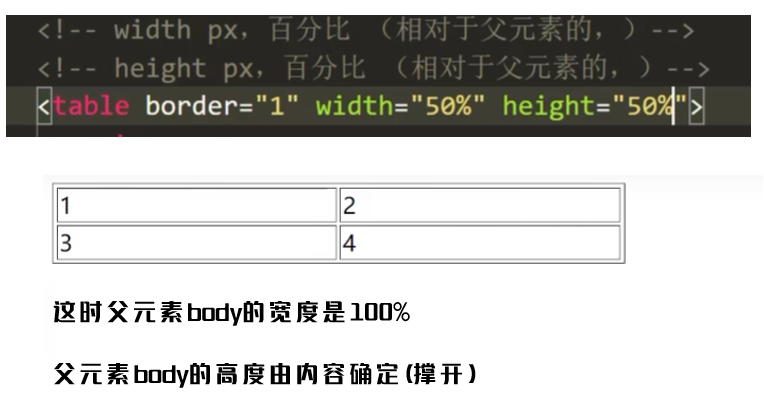 <!-- width px，百分比 （相对于父元素的，）-->
<!-- height px，百分比 （相对于父元素的，）-->
<table border="1" width="50%" height="50%">
1 2
3 4
这时父元素body的宽度是100%
父元素body的高度由内容确定(撑开)